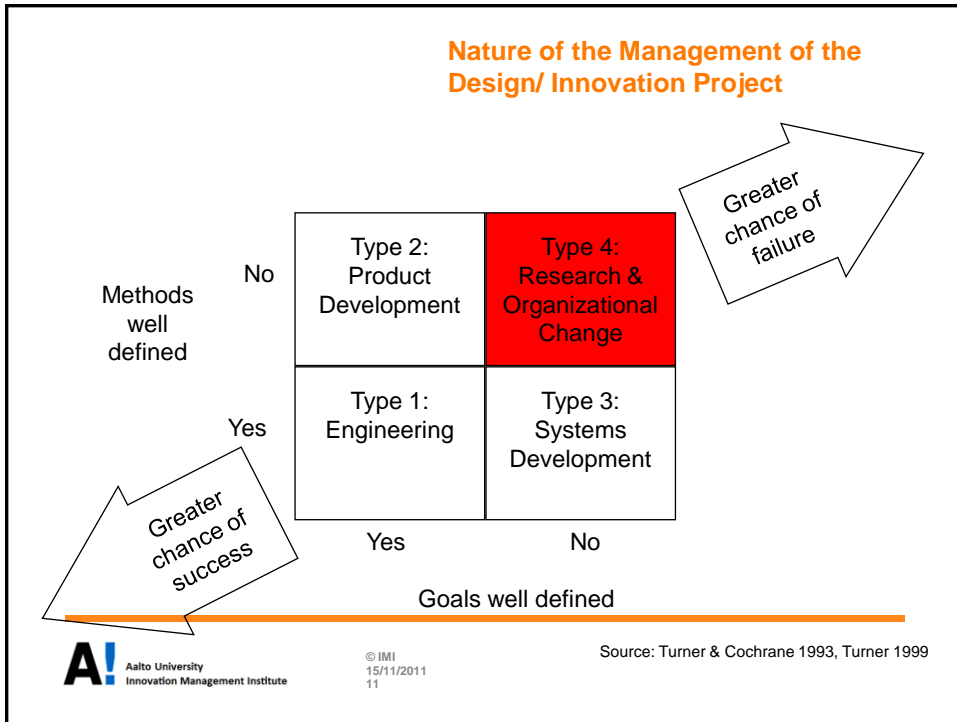 Nature of the Management of the
Design/ Innovation Project
Greater
chance of
failure
Type 2:
Product
Development
Type 4:
Research &
Organizational
Change
No
Methods
well
defined
Type 1:
Engineering
Type 3:
Systems
Development
Yes
Greater
chance of
success
Yes
No
Goals well defined
A!
Aalto University
Innovation Management Institute
© IMI
15/11/2011
11
Source: Turner & Cochrane 1993, Turner 1999